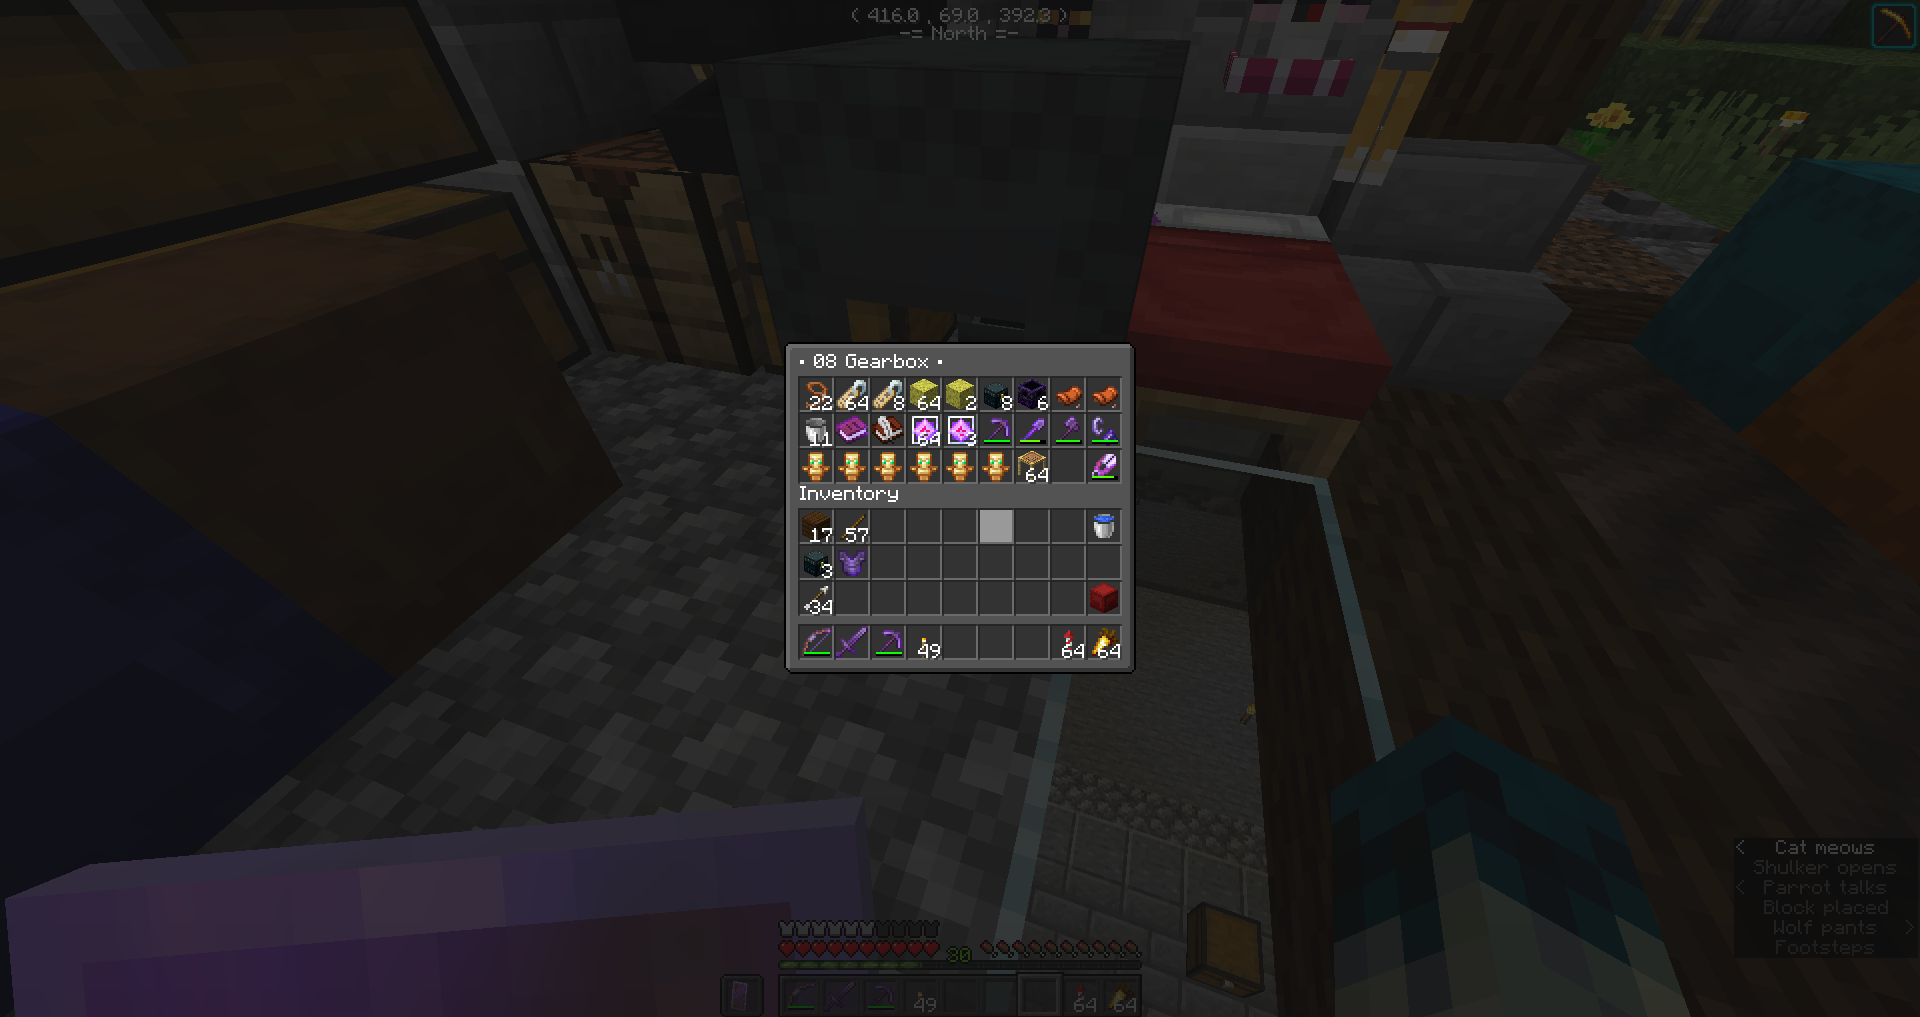 ( 416.0 , 69.0 , 392.3 )
-= North =-
• 08 Gearbox •
22 64 8 64 2 8 6
11 64 3
64
Inventory
17 57
3
34
49 64 64
< Cat meows
Shulker opens
< Parrot talks
Block placed
Wolf pants >
Footsteps
80
49 64 64